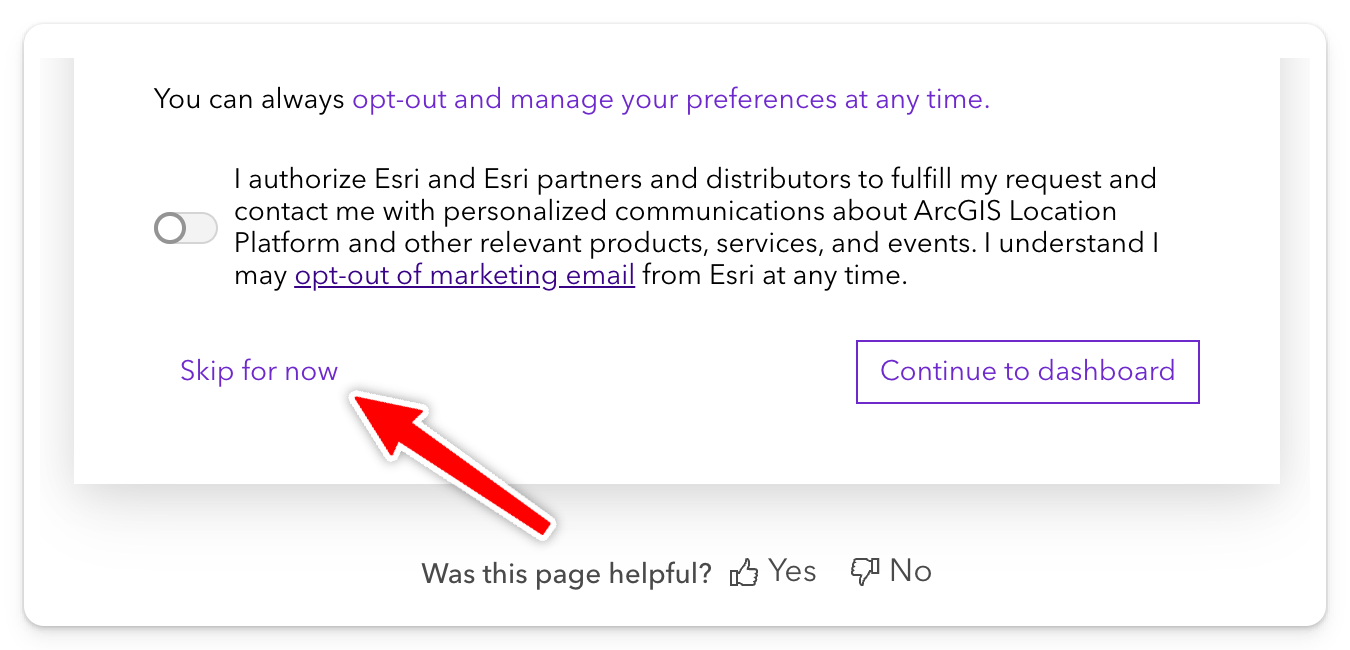 You can always opt-out and manage your preferences at any time.
I authorize Esri and Esri partners and distributors to fulfill my request and
contact me with personalized communications about ArcGIS Location
Platform and other relevant products, services, and events. I understand I
may opt-out of marketing email from Esri at any time.
Skip for now
Continue to dashboard
Was this page helpful? Yes No